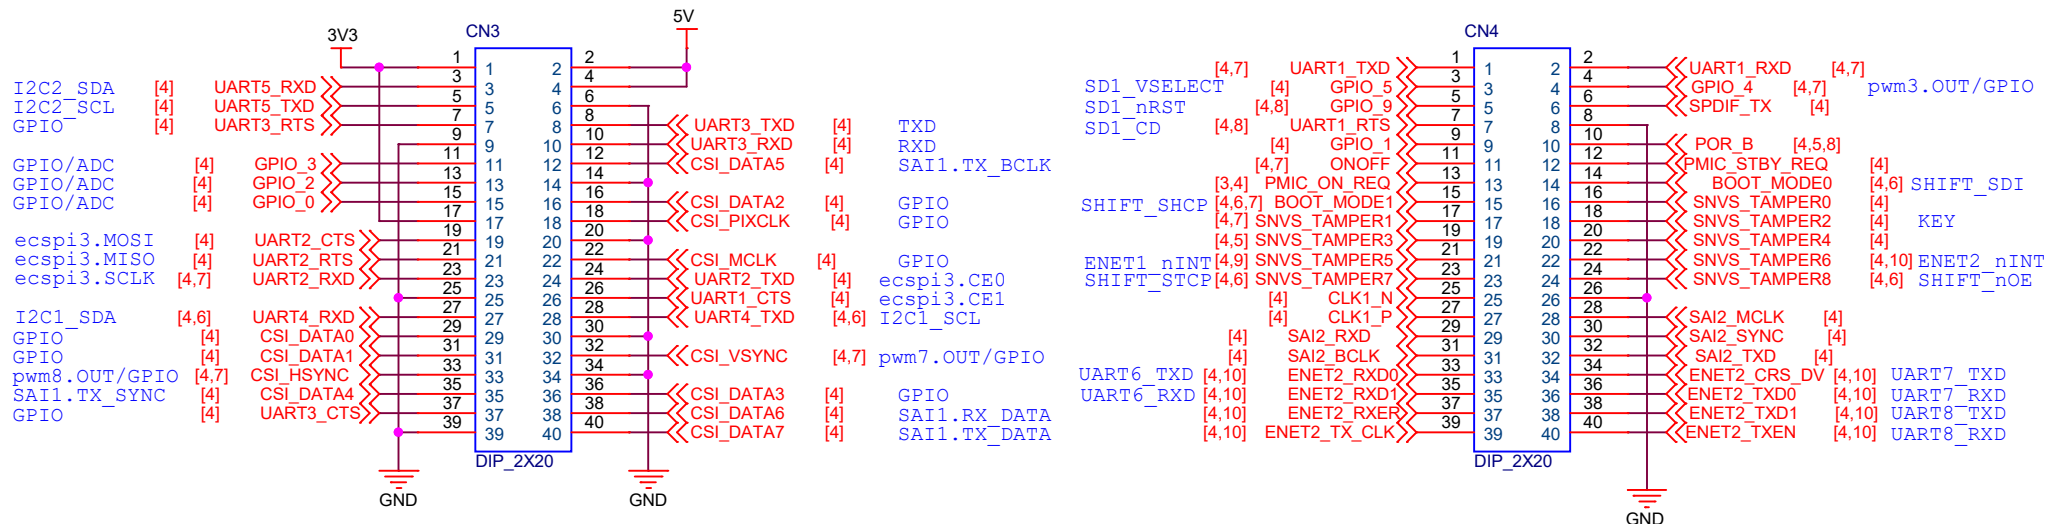 CN3 CN4
3V3 5V
1 1 2 2
I2C2_SDA [4] UART5_RXD 3 3 4 4
I2C2_SCL [4] UART5_TXD 5 5 6 6
GPIO [4] UART3_RTS 7 7 8 8 UART3_TXD [4] TXD
9 9 10 10 UART3_RXD [4] RXD
GPIO/ADC [4] GPIO_3 11 11 12 12 CSI_DATA5 [4] SAI1.TX_BCLK
GPIO/ADC [4] GPIO_2 13 13 14 14
GPIO/ADC [4] GPIO_0 15 15 16 16 CSI_DATA2 [4] GPIO
17 17 18 18 CSI_PIXCLK [4] GPIO
ecspi3.MOSI [4] UART2_CTS 19 19 20 20
ecspi3.MISO [4] UART2_RTS 21 21 22 22 CSI_MCLK [4] GPIO
ecspi3.SCLK [4,7] UART2_RXD 23 23 24 24 UART2_TXD [4] ecspi3.CE0
25 25 26 26 UART1_CTS [4] ecspi3.CE1
I2C1_SDA [4,6] UART4_RXD 27 27 28 28 UART4_TXD [4,6] I2C1_SCL
GPIO [4] CSI_DATA0 29 29 30 30
GPIO [4] CSI_DATA1 31 31 32 32 CSI_VSYNC [4,7] pwm7.OUT/GPIO
pwm8.OUT/GPIO [4,7] CSI_HSYNC 33 33 34 34
SAI1.TX_SYNC [4] CSI_DATA4 35 35 36 36 CSI_DATA3 [4] GPIO
GPIO [4] UART3_CTS 37 37 38 38 CSI_DATA6 [4] SAI1.RX_DATA
39 39 40 40 CSI_DATA7 [4] SAI1.TX_DATA
DIP_2X20
GND GND
[4,7] UART1_TXD 1 1 2 2 UART1_RXD [4,7]
SD1_VSELECT [4] GPIO_5 3 3 4 4 GPIO_4 [4,7] pwm3.OUT/GPIO
SD1_nRST [4,8] GPIO_9 5 5 6 6 SPDIF_TX [4]
SD1_CD [4,8] UART1_RTS 7 7 8 8
[4] GPIO_1 9 9 10 10 POR_B [4,5,8]
[4,7] ONOFF 11 11 12 12 PMIC_STBY_REQ [4]
[3,4] PMIC_ON_REQ 13 13 14 14 BOOT_MODE0 [4,6] SHIFT_SDI
SHIFT_SHCP [4,6,7] BOOT_MODE1 15 15 16 16 SNVS_TAMPER0 [4]
[4,7] SNVS_TAMPER1 17 17 18 18 SNVS_TAMPER2 [4] KEY
[4,5] SNVS_TAMPER3 19 19 20 20 SNVS_TAMPER4 [4]
ENET1_nINT [4,9] SNVS_TAMPER5 21 21 22 22 SNVS_TAMPER6 [4,10] ENET2_nINT
SHIFT_STCP [4,6] SNVS_TAMPER7 23 23 24 24 SNVS_TAMPER8 [4,6] SHIFT_nOE
[4] CLK1_N 25 25 26 26
[4] CLK1_P 27 27 28 28 SAI2_MCLK [4]
[4] SAI2_RXD 29 29 30 30 SAI2_SYNC [4]
[4] SAI2_BCLK 31 31 32 32 SAI2_TXD [4]
UART6_TXD [4,10] ENET2_RXD0 33 33 34 34 ENET2_CRS_DV [4,10] UART7_TXD
UART6_RXD [4,10] ENET2_RXD1 35 35 36 36 ENET2_TXD0 [4,10] UART7_RXD
[4,10] ENET2_RXER 37 37 38 38 ENET2_TXD1 [4,10] UART8_TXD
[4,10] ENET2_TX_CLK 39 39 40 40 ENET2_TXEN [4,10] UART8_RXD
DIP_2X20
GND